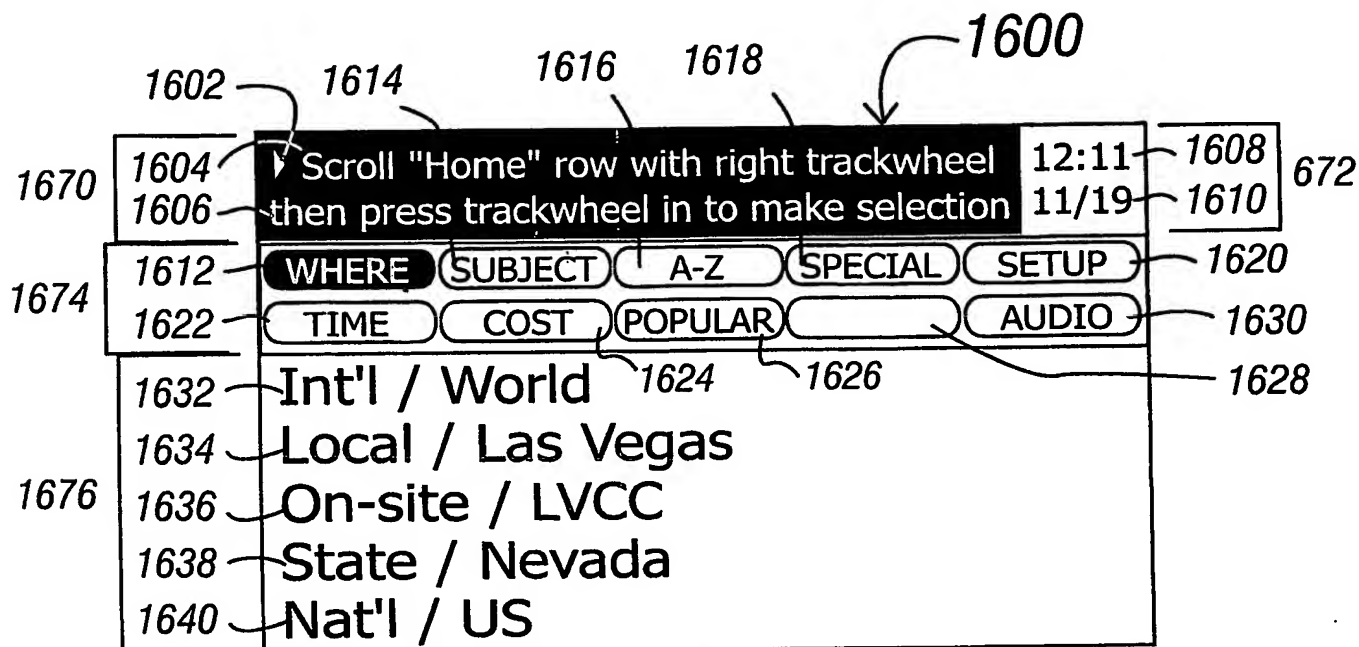 1600
1602 1614 1616 1618
1604 Scroll "Home" row with right trackwheel 12:11 1608
1670 672
1606 then press trackwheel in to make selection 11/19 1610
1612 WHERE SUBJECT A-Z SPECIAL SETUP 1620
1674
1622 TIME COST POPULAR AUDIO 1630
1632 Int'l / World 1624 1626 1628
1634 Local / Las Vegas
1676 1636 On-site / LVCC
1638 State / Nevada
1640 Nat'l / US